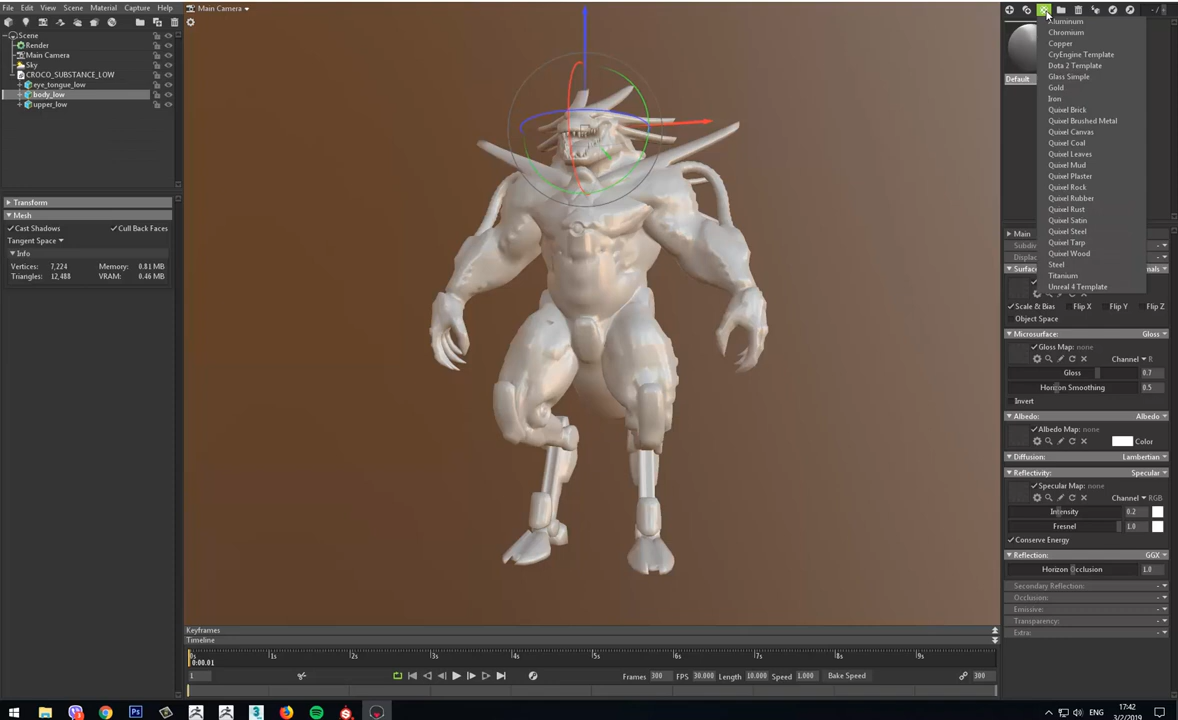 File Edit View Scene Material Capture Help
Scene
Render
Main Camera
Sky
CROCO_SUBSTANCE_LOW
eye_tongue_low
body_low
upper_low
Transform
Mesh
Cast Shadows Cull Back Faces
Tangent Space
Info
Vertices: 7,224 Memory: 0.81 MB
Triangles: 12,488 VRAM: 0.46 MB
Main Camera
Keyframes
Timeline
0s 1s 2s 3s 4s 5s 6s 7s 8s 9s
0:00.01
1 Frames 300 FPS 30.000 Length 10.000 Speed 1.000 Bake Speed 300
- /
Default
Aluminum
Chromium
Copper
CryEngine Template
Dota 2 Template
Glass Simple
Gold
Iron
Quixel Brick
Quixel Brushed Metal
Quixel Canvas
Quixel Coal
Quixel Leaves
Quixel Mud
Quixel Plaster
Quixel Rock
Quixel Rubber
Quixel Rust
Quixel Satin
Quixel Steel
Quixel Tarp
Quixel Wood
Steel
Titanium
Unreal 4 Template
Main
Subdiv
Displac
Surfac mals
Scale & Bias Flip X Flip Y Flip Z
Object Space
Microsurface: Gloss
Gloss Map: none
Channel R
Gloss 0.7
Horizon Smoothing 0.5
Invert
Albedo: Albedo
Albedo Map: none
Color
Diffusion: Lambertian
Reflectivity: Specular
Specular Map: none
Channel RGB
Intensity 0.2
Fresnel 1.0
Conserve Energy
Reflection: GGX
Horizon Occlusion 1.0
Secondary Reflection: -
Occlusion: -
Emissive: -
Transparency: -
Extra: -
ENG
17:42
3/2/2019